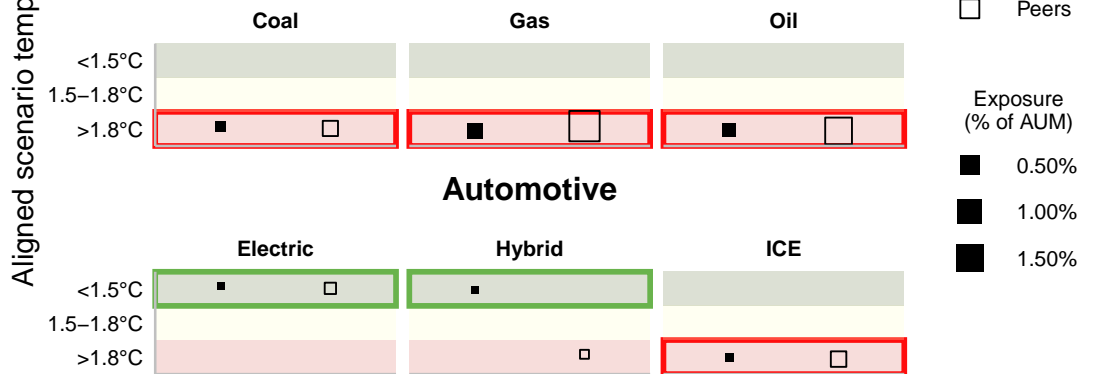 Coal Gas Oil
Peers
<1.5°C
1.5–1.8°C
>1.8°C
Exposure
(% of AUM)
0.50%
1.00%
1.50%
Aligned scenario temp
Automotive
Electric Hybrid ICE
<1.5°C
1.5–1.8°C
>1.8°C